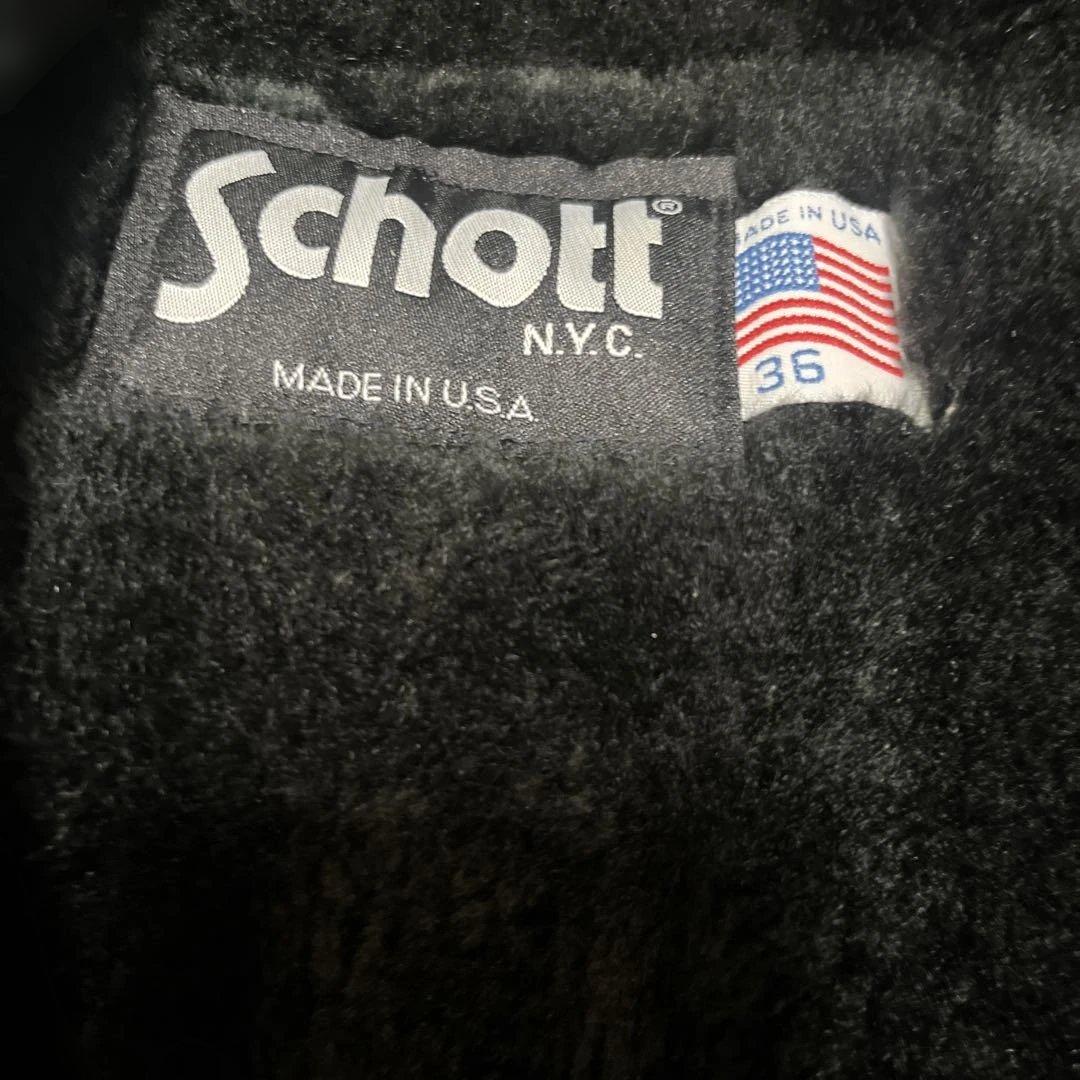 Schott®
N.Y.C.
MADE IN U.S.A.
MADE IN USA
36